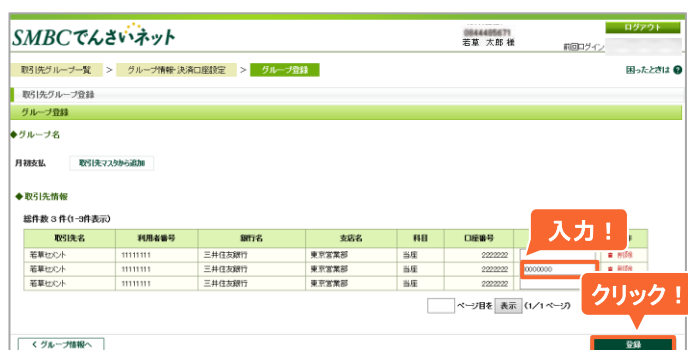 SMBCでんさいネット
若草 太郎 様
ログアウト
前回ログイン
取引先グループ一覧 > グループ情報・決済口座設定 > グループ登録
困ったときは ?
取引先グループ登録
グループ登録
◆グループ名
月初支払
取引先マスタから追加
◆取引先情報
総件数 3 件(1-3件表示)
取引先名 利用者番号 銀行名 支店名 科目 口座番号
若草セメント 11111111 三井住友銀行 東京営業部 当座 2222222 削除
若草セメント 11111111 三井住友銀行 東京営業部 当座 2222222 0000000 削除
若草セメント 11111111 三井住友銀行 東京営業部 当座 2222222
入力!
クリック!
ページ目を 表示 (1/1 ページ)
< グループ情報へ
登録